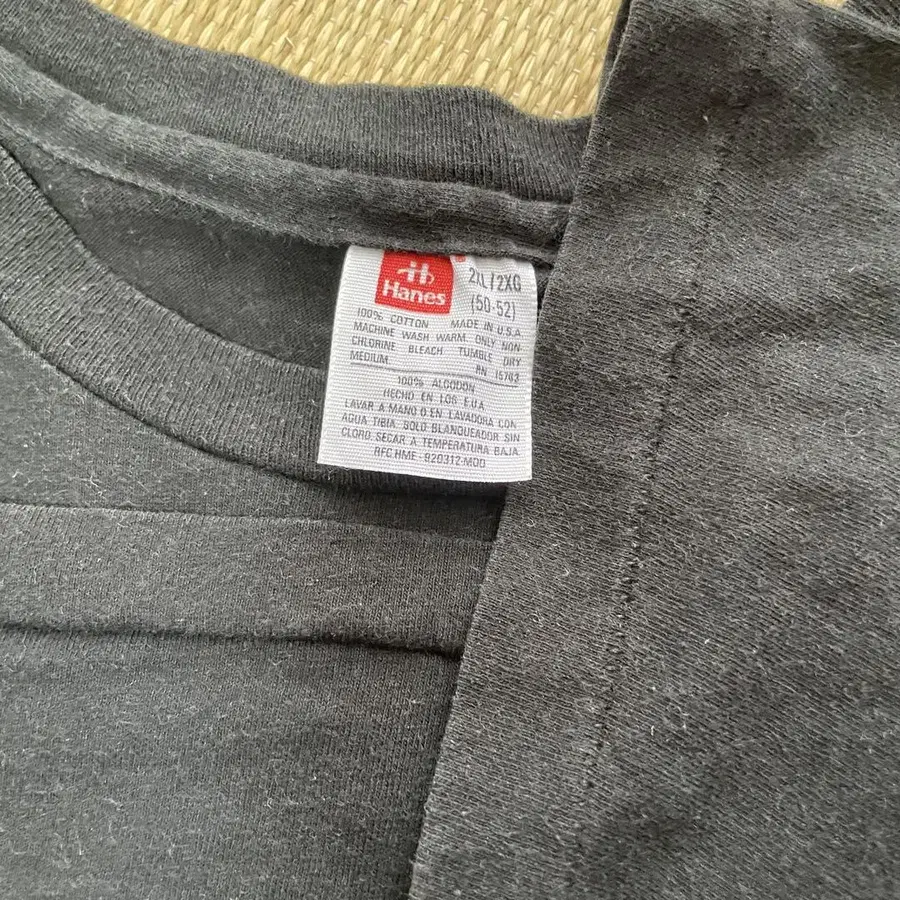 Hanes
2XL/2XG
(50-52)
100% COTTON MADE IN U.S.A
MACHINE WASH WARM ONLY NON
CHLORINE BLEACH TUMBLE DRY
MEDIUM RN 15763
100% ALGODON
HECHO EN LOS E.U.A
LAVAR A MANO O EN LAVADORA CON
AGUA TIBIA. SOLO BLANQUEADOR SIN
CLORO. SECAR A TEMPERATURA BAJA.
RFC HME-920312-MDD